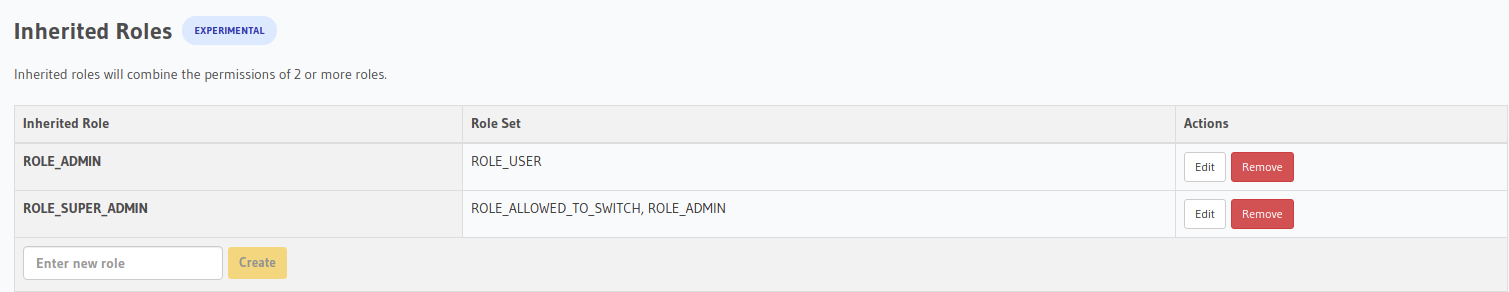 Inherited Roles EXPERIMENTAL
Inherited roles will combine the permissions of 2 or more roles.
Inherited Role Role Set Actions
ROLE_ADMIN ROLE_USER Edit Remove
ROLE_SUPER_ADMIN ROLE_ALLOWED_TO_SWITCH, ROLE_ADMIN Edit Remove
Enter new role Create